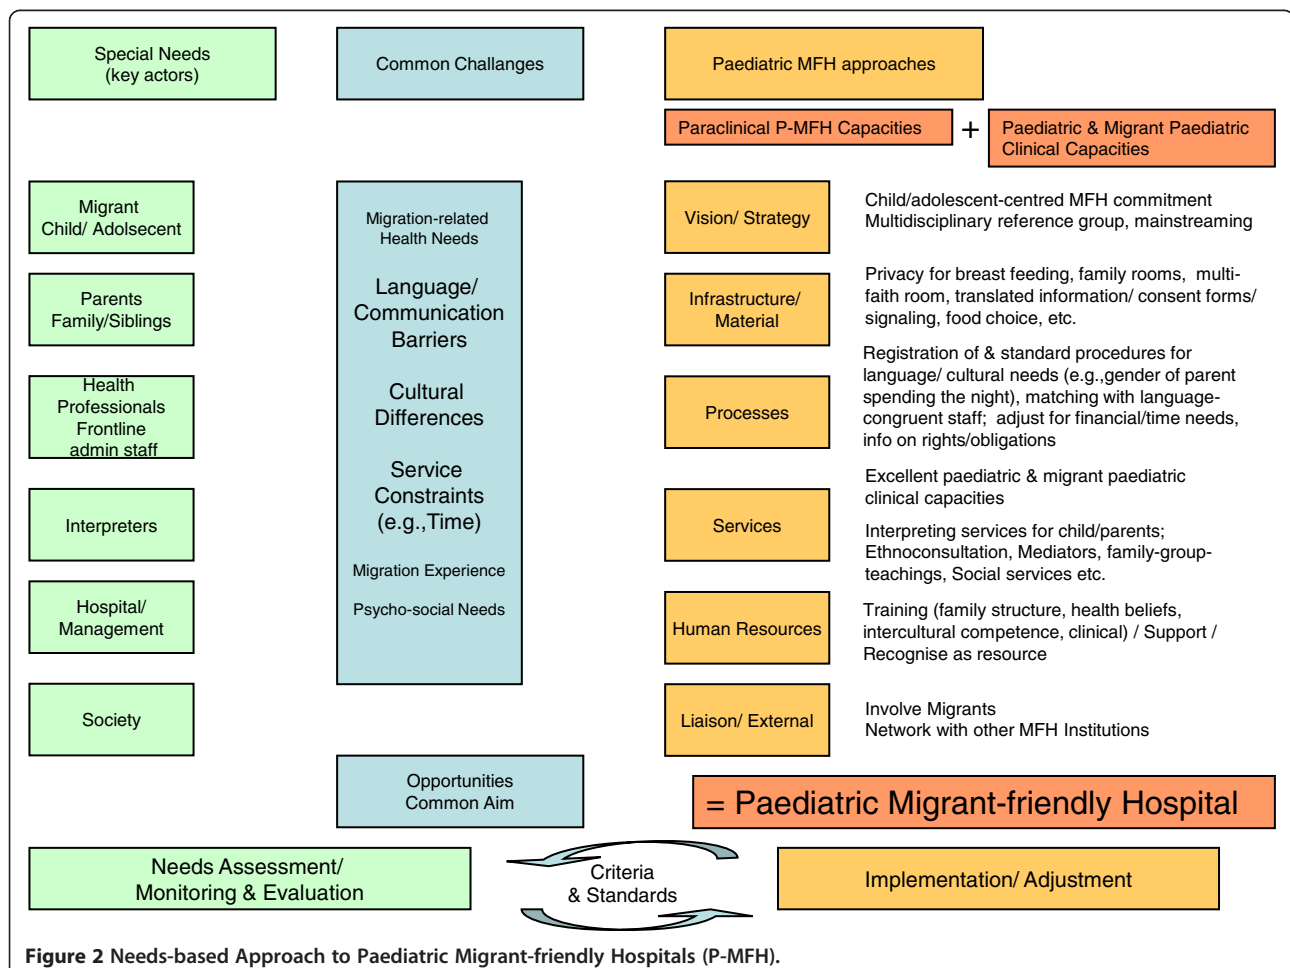 Special Needs
(key actors)
Common Challanges
Paediatric MFH approaches
Paraclinical P-MFH Capacities
+
Paediatric & Migrant Paediatric
Clinical Capacities
Migrant
Child/ Adolsecent
Parents
Family/Siblings
Health
Professionals
Frontline
admin staff
Interpreters
Hospital/
Management
Society
Migration-related
Health Needs
Language/
Communication
Barriers
Cultural
Differences
Service
Constraints
(e.g.,Time)
Migration Experience
Psycho-social Needs
Opportunities
Common Aim
Vision/ Strategy
Child/adolescent-centred MFH commitment
Multidisciplinary reference group, mainstreaming
Infrastructure/
Material
Privacy for breast feeding, family rooms, multi-
faith room, translated information/ consent forms/
signaling, food choice, etc.
Processes
Registration of & standard procedures for
language/ cultural needs (e.g.,gender of parent
spending the night), matching with language-
congruent staff; adjust for financial/time needs,
info on rights/obligations
Services
Excellent paediatric & migrant paediatric
clinical capacities
Interpreting services for child/parents;
Ethnoconsultation, Mediators, family-group-
teachings, Social services etc.
Human Resources
Training (family structure, health beliefs,
intercultural competence, clinical) / Support /
Recognise as resource
Liaison/ External
Involve Migrants
Network with other MFH Institutions
= Paediatric Migrant-friendly Hospital
Needs Assessment/
Monitoring & Evaluation
Criteria
& Standards
Implementation/ Adjustment
Figure 2 Needs-based Approach to Paediatric Migrant-friendly Hospitals (P-MFH).